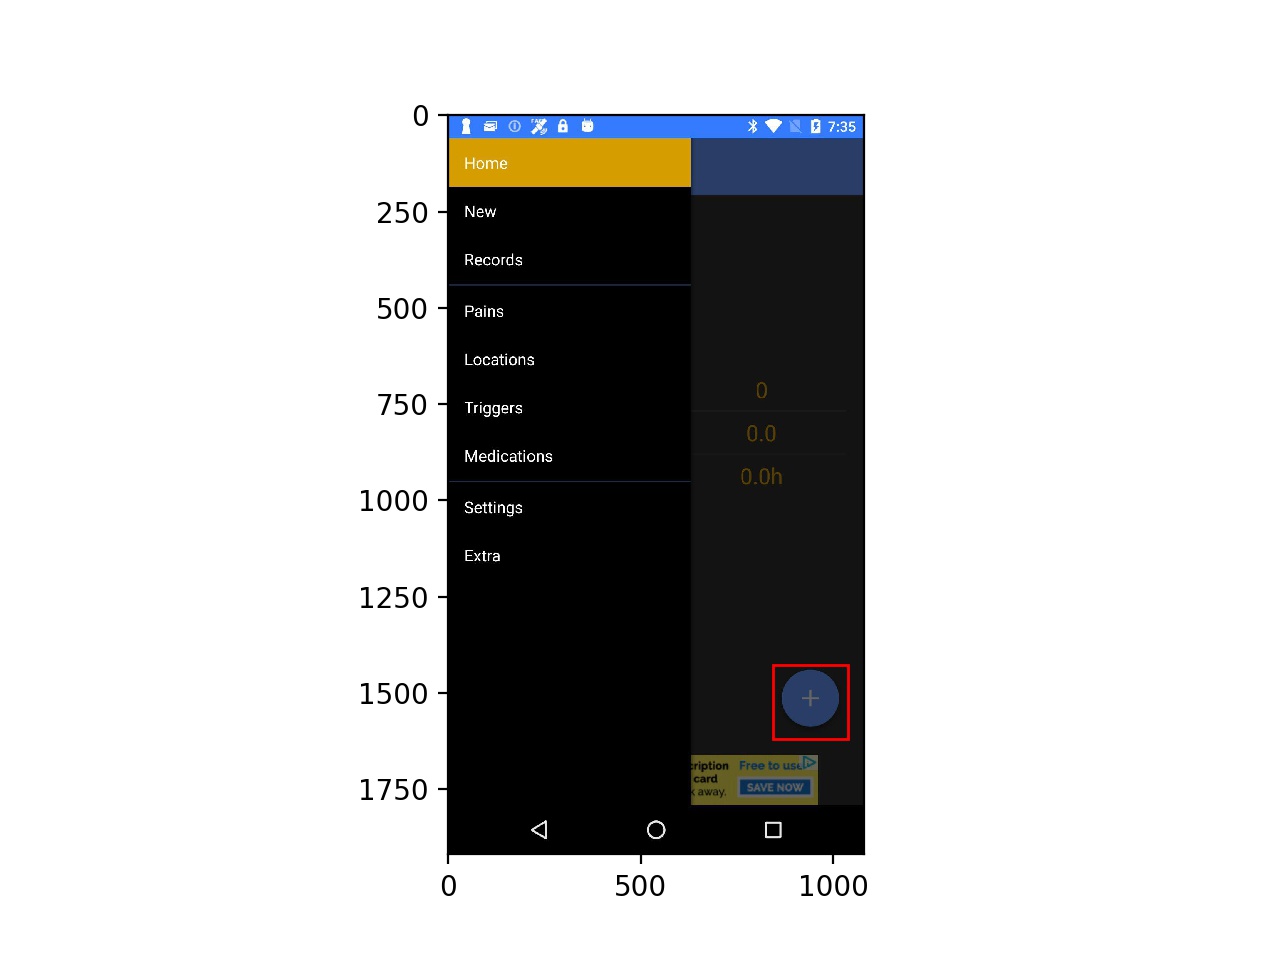 0
250
500
750
1000
1250
1500
1750
0 500 1000
7:35
Home
New
Records
Pains
Locations
Triggers
Medications
Settings
Extra
0
0.0
0.0h
+
cription
card
k away.
Free to use
SAVE NOW